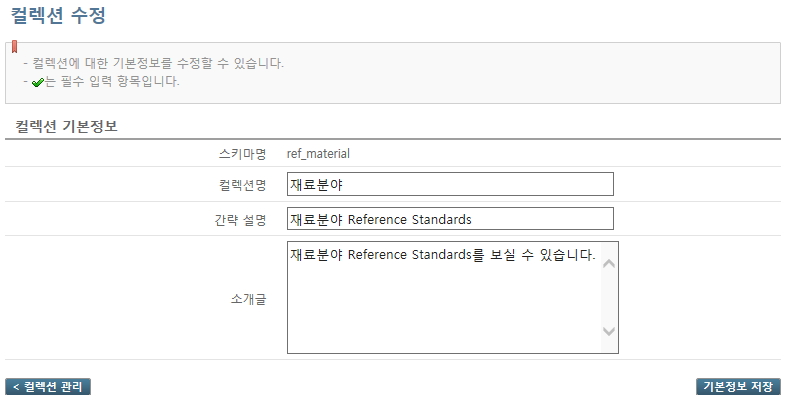 컬렉션 수정
- 컬렉션에 대한 기본정보를 수정할 수 있습니다.
- ✔는 필수 입력 항목입니다.
컬렉션 기본정보
스키마명 ref_material
컬렉션명 재료분야
간략 설명 재료분야 Reference Standards
소개글 재료분야 Reference Standards를 보실 수 있습니다.
< 컬렉션 관리 기본정보 저장